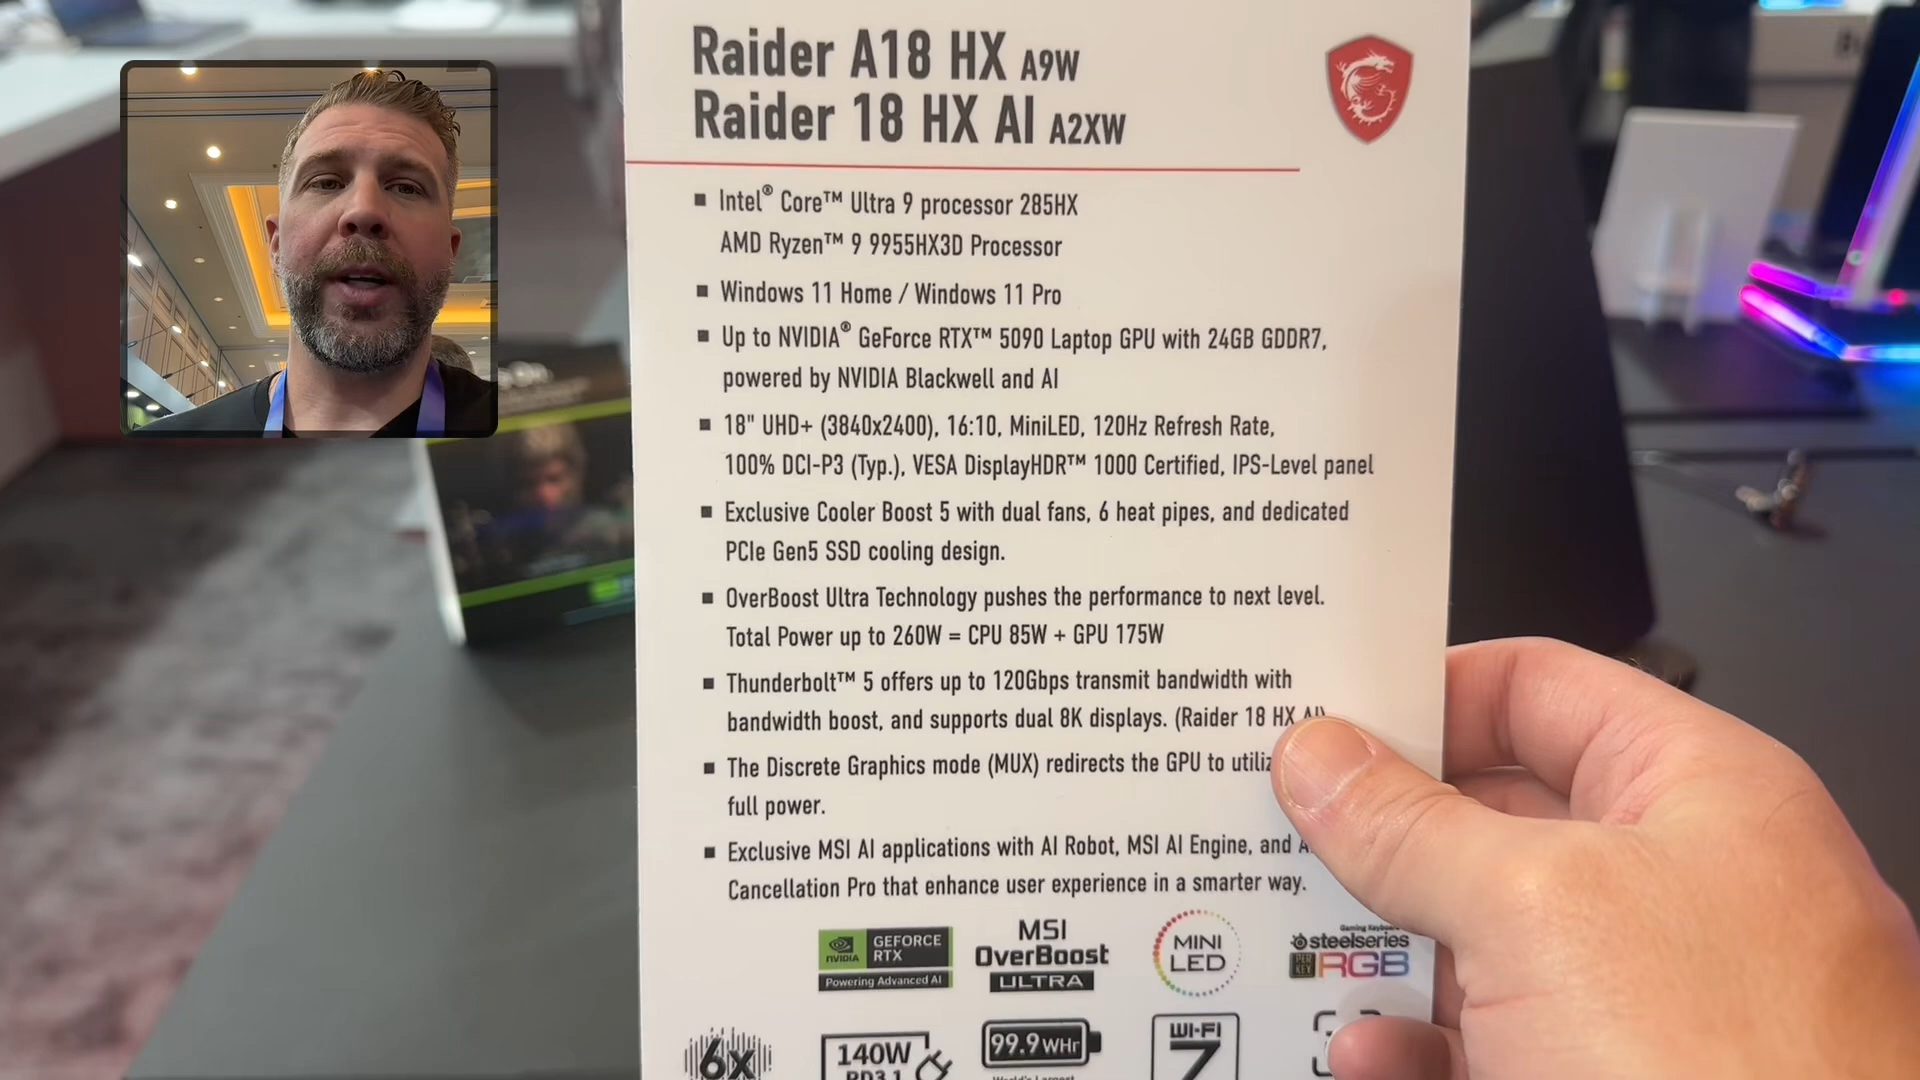 Raider A18 HX A9W
Raider 18 HX AI A2XW
▪ Intel® Core™ Ultra 9 processor 285HX
AMD Ryzen™ 9 9955HX3D Processor
▪ Windows 11 Home / Windows 11 Pro
▪ Up to NVIDIA® GeForce RTX™ 5090 Laptop GPU with 24GB GDDR7,
powered by NVIDIA Blackwell and AI
▪ 18" UHD+ (3840x2400), 16:10, MiniLED, 120Hz Refresh Rate,
100% DCI-P3 (Typ.), VESA DisplayHDR™ 1000 Certified, IPS-Level panel
▪ Exclusive Cooler Boost 5 with dual fans, 6 heat pipes, and dedicated
PCIe Gen5 SSD cooling design.
▪ OverBoost Ultra Technology pushes the performance to next level.
Total Power up to 260W = CPU 85W + GPU 175W
▪ Thunderbolt™ 5 offers up to 120Gbps transmit bandwidth with
bandwidth boost, and supports dual 8K displays. (Raider 18 HX AI)
▪ The Discrete Graphics mode (MUX) redirects the GPU to
full power.
▪ Exclusive MSI AI applications with AI Robot, MSI AI Engine, and
Cancellation Pro that enhance user experience in a smarter way.
NVIDIA GEFORCE RTX
Powering Advanced AI
MSI OverBoost ULTRA
MINI LED
Gaming
steelseries
PER KEY RGB
6x
140W
PD3.1
99.9WHr
World's Largest
WI-FI 7